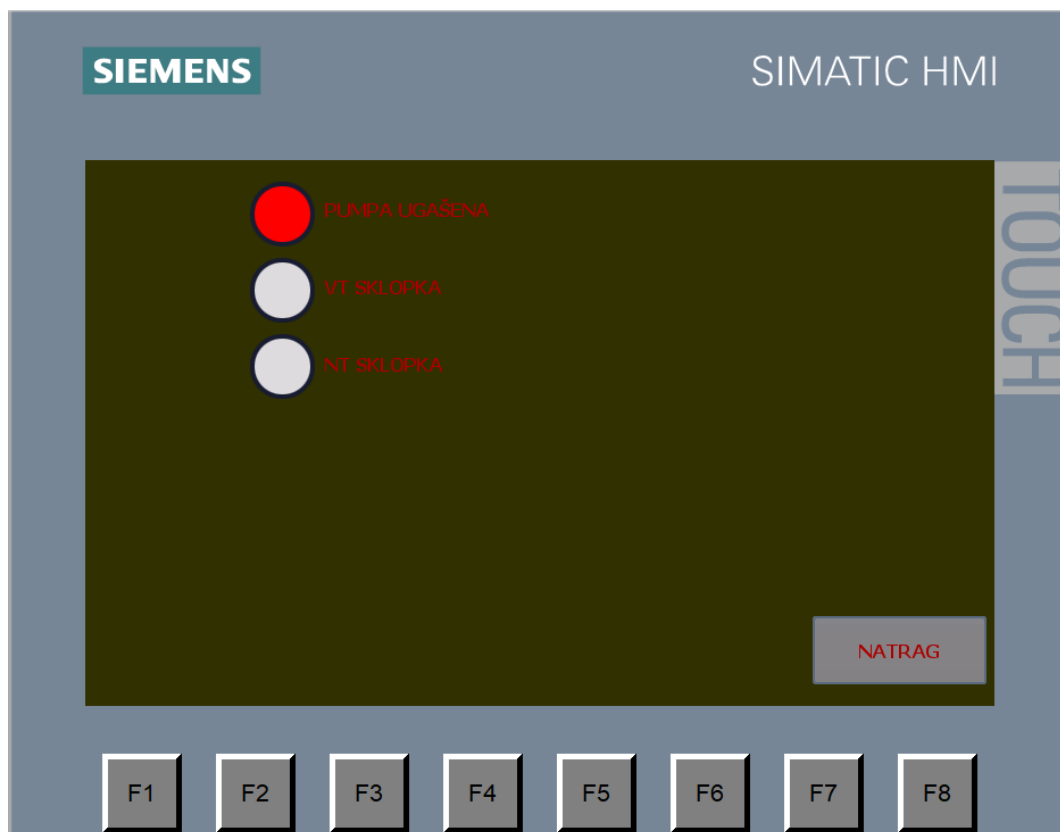 SIEMENS
SIMATIC HMI
TOUCH
PUMPA UGAŠENA
VT SKLOPKA
NT SKLOPKA
NATRAG
F1 F2 F3 F4 F5 F6 F7 F8